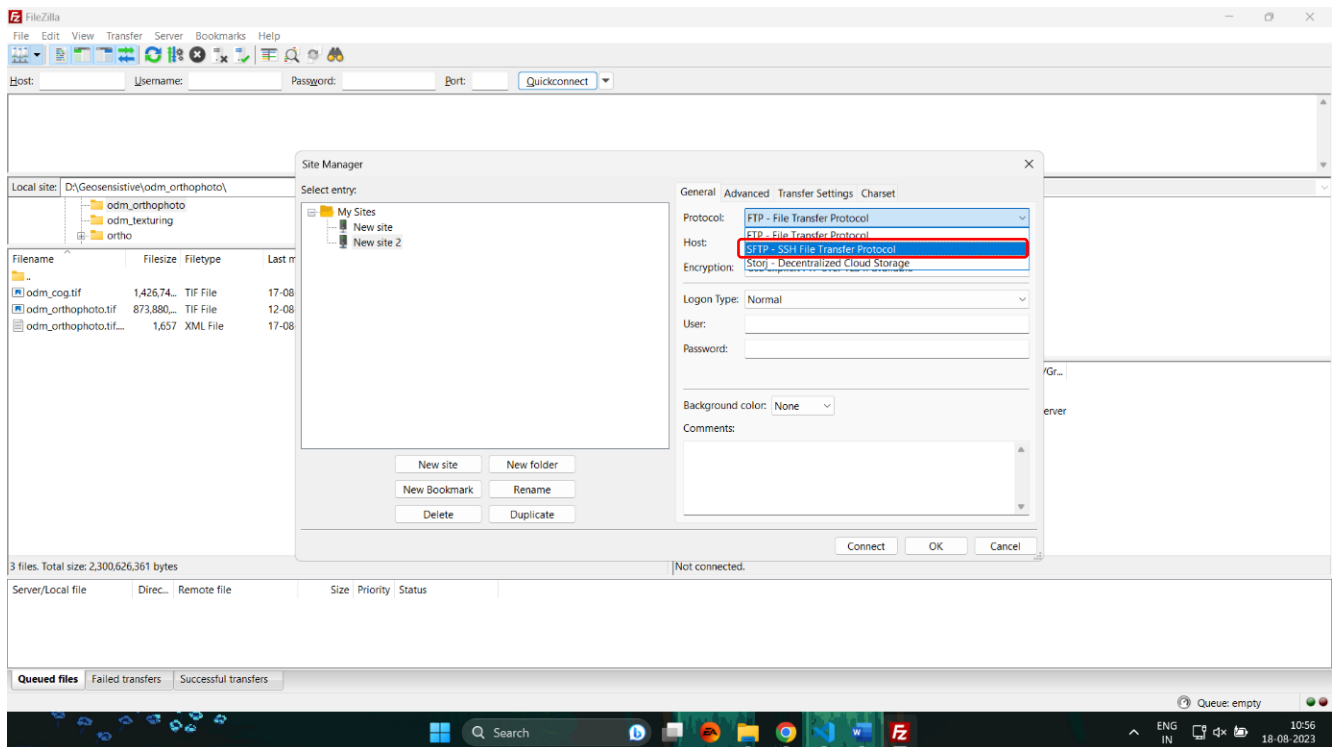 FileZilla
File Edit View Transfer Server Bookmarks Help
Host: Username: Password: Port: Quickconnect
Site Manager
Local site: D:\Geosensistive\odm_orthophoto\
odm_orthophoto
odm_texturing
ortho
Filename Filesize Filetype Last m
..
odm_cog.tif 1,426,74... TIF File 17-08
odm_orthophoto.tif 873,880,... TIF File 12-08
odm_orthophoto.tif.... 1,657 XML File 17-08
3 files. Total size: 2,300,626,361 bytes
Select entry:
My Sites
New site
New site 2
New site New folder
New Bookmark Rename
Delete Duplicate
General Advanced Transfer Settings Charset
Protocol: FTP - File Transfer Protocol
FTP - File Transfer Protocol
Host: SFTP - SSH File Transfer Protocol
Storj - Decentralized Cloud Storage
Encryption:
Logon Type: Normal
User:
Password:
Background color: None
Comments:
Connect OK Cancel
/Gr...
erver
Not connected.
Server/Local file Direc... Remote file Size Priority Status
Queued files Failed transfers Successful transfers
Queue: empty
Search
ENG
IN
10:56
18-08-2023